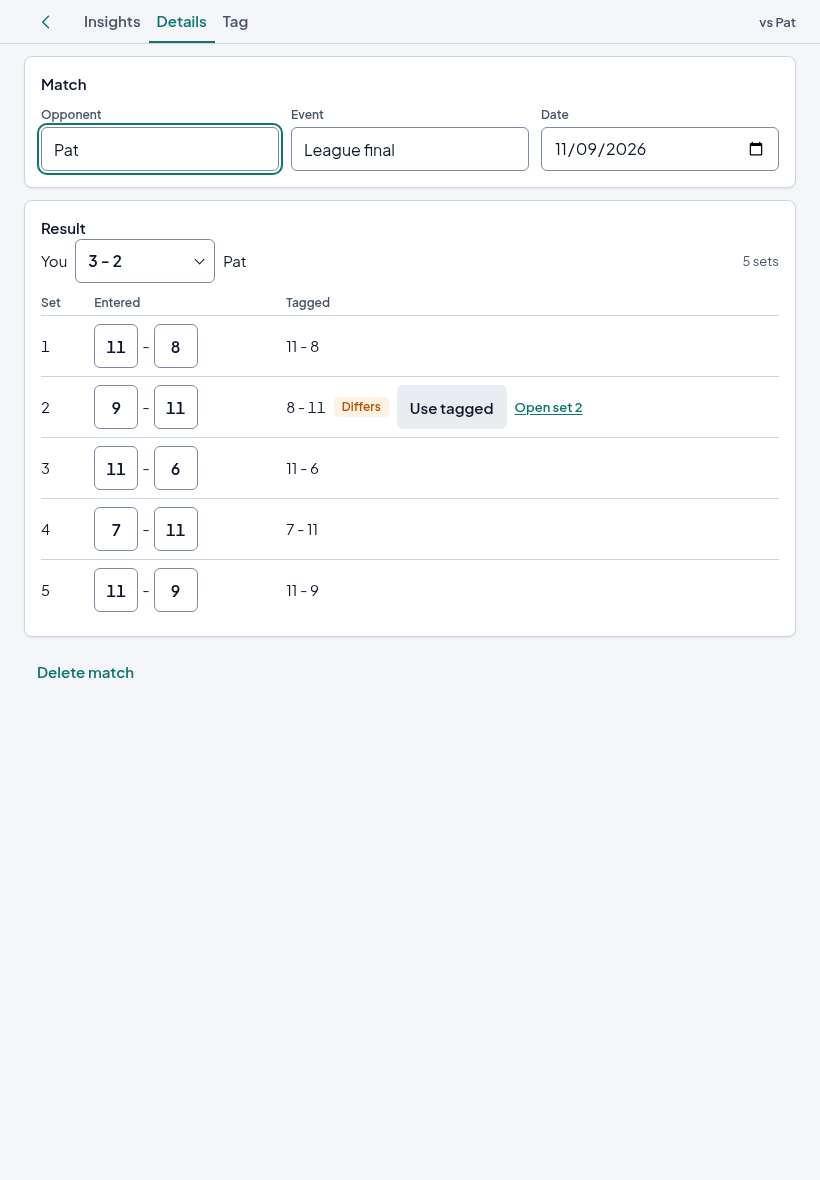 Insights Details Tag vs Pat
Match
Opponent Event Date
Pat League final 11/09/2026
Result
You 3 – 2 Pat 5 sets
Set Entered Tagged
1 11 - 8 11 - 8
2 9 - 11 8 - 11 Differs Use tagged Open set 2
3 11 - 6 11 - 6
4 7 - 11 7 - 11
5 11 - 9 11 - 9
Delete match